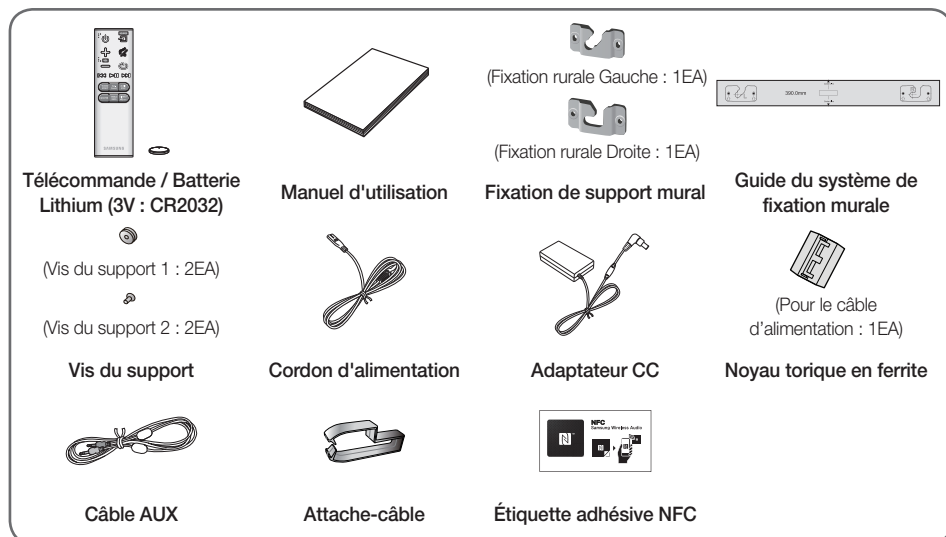 SAMSUNG
(Fixation rurale Gauche : 1EA)
(Fixation rurale Droite : 1EA)
390.0mm
Télécommande / Batterie
Lithium (3V : CR2032)
Manuel d'utilisation
Fixation de support mural
Guide du système de
fixation murale
(Vis du support 1 : 2EA)
(Vis du support 2 : 2EA)
(Pour le câble
d'alimentation : 1EA)
Vis du support
Cordon d'alimentation
Adaptateur CC
Noyau torique en ferrite
NFC
Samsung Wireless Audio
Câble AUX
Attache-câble
Étiquette adhésive NFC